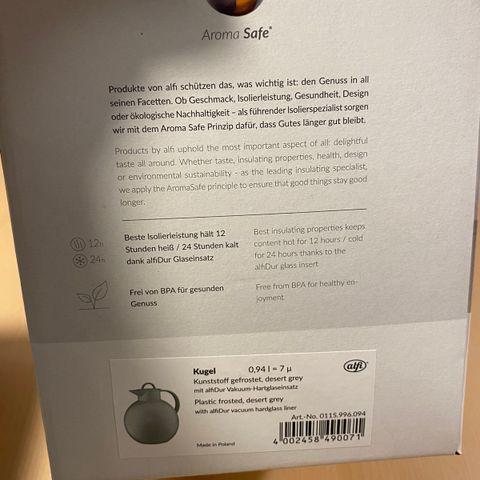 Aroma Safe®
Produkte von alfi schützen das, was wichtig ist: den Genuss in all
seinen Facetten. Ob Geschmack, Isolierleistung, Gesundheit, Design
oder ökologische Nachhaltigkeit – als führender Isolierspezialist sorgen
wir mit dem Aroma Safe Prinzip dafür, dass Gutes länger gut bleibt.
Products by alfi uphold the most important aspect of all: delightful
taste all around. Whether taste, insulating properties, health, design
or environmental sustainability - as the leading insulating specialist,
we apply the AromaSafe principle to ensure that good things stay good
longer.
12h
24h
Beste Isolierleistung hält 12
Stunden heiß / 24 Stunden kalt
dank alfiDur Glaseinsatz
Best insulating properties keeps
content hot for 12 hours / cold
for 24 hours thanks to the
alfiDur glass insert
Frei von BPA für gesunden
Genuss
Free from BPA for healthy en-
joyment
Kugel 0,94 l = 7 µ
Kunststoff gefrostet, desert grey
mit alfiDur Vakuum-Hartglaseinsatz
Plastic frosted, desert grey
with alfiDur vacuum hardglass liner
alfi®
Art.-No. 0115.996.094
4 002458 490071
Made in Poland